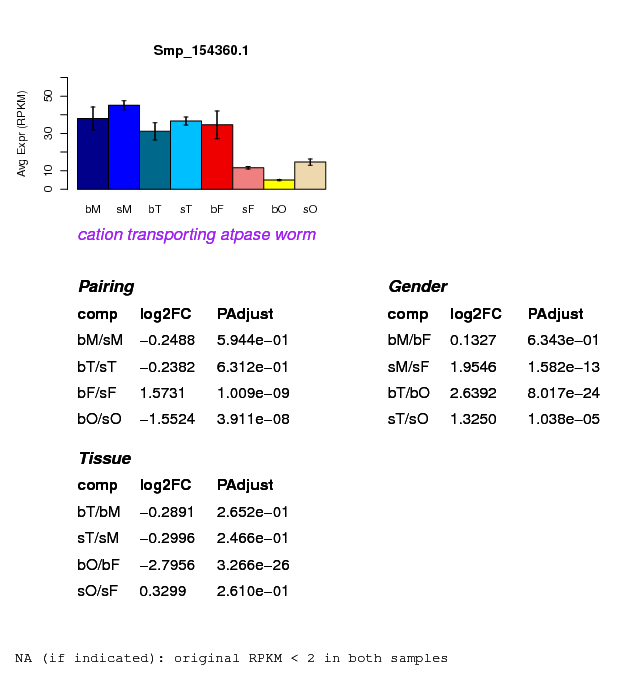 Smp_154360.1
Avg Expr (RPKM)
0 10 30 50
bM sM bT sT bF sF bO sO
cation transporting atpase worm
Pairing
comp log2FC PAdjust
bM/sM −0.2488 5.944e−01
bT/sT −0.2382 6.312e−01
bF/sF 1.5731 1.009e−09
bO/sO −1.5524 3.911e−08
Gender
comp log2FC PAdjust
bM/bF 0.1327 6.343e−01
sM/sF 1.9546 1.582e−13
bT/bO 2.6392 8.017e−24
sT/sO 1.3250 1.038e−05
Tissue
comp log2FC PAdjust
bT/bM −0.2891 2.652e−01
sT/sM −0.2996 2.466e−01
bO/bF −2.7956 3.266e−26
sO/sF 0.3299 2.610e−01
NA (if indicated): original RPKM < 2 in both samples